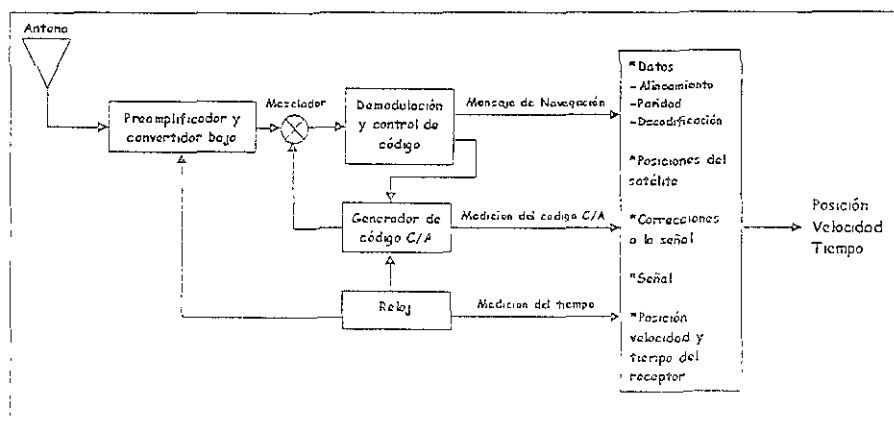 Antena
Preamplificador y
convertidor bajo
Mezclador
Demodulación
y control de
código
Mensaje de Navegación
Generador de
código C/A
Medicion del codigo C/A
Reloj
Medicion del tiempo
*Datos
-Alineamiento
-Paridad
-Decodificación
*Posiciones del
satélite
*Correcciones
a la señal
*Señal
*Posición
velocidad y
tiempo del
receptor
Posición
Velocidad
Tiempo